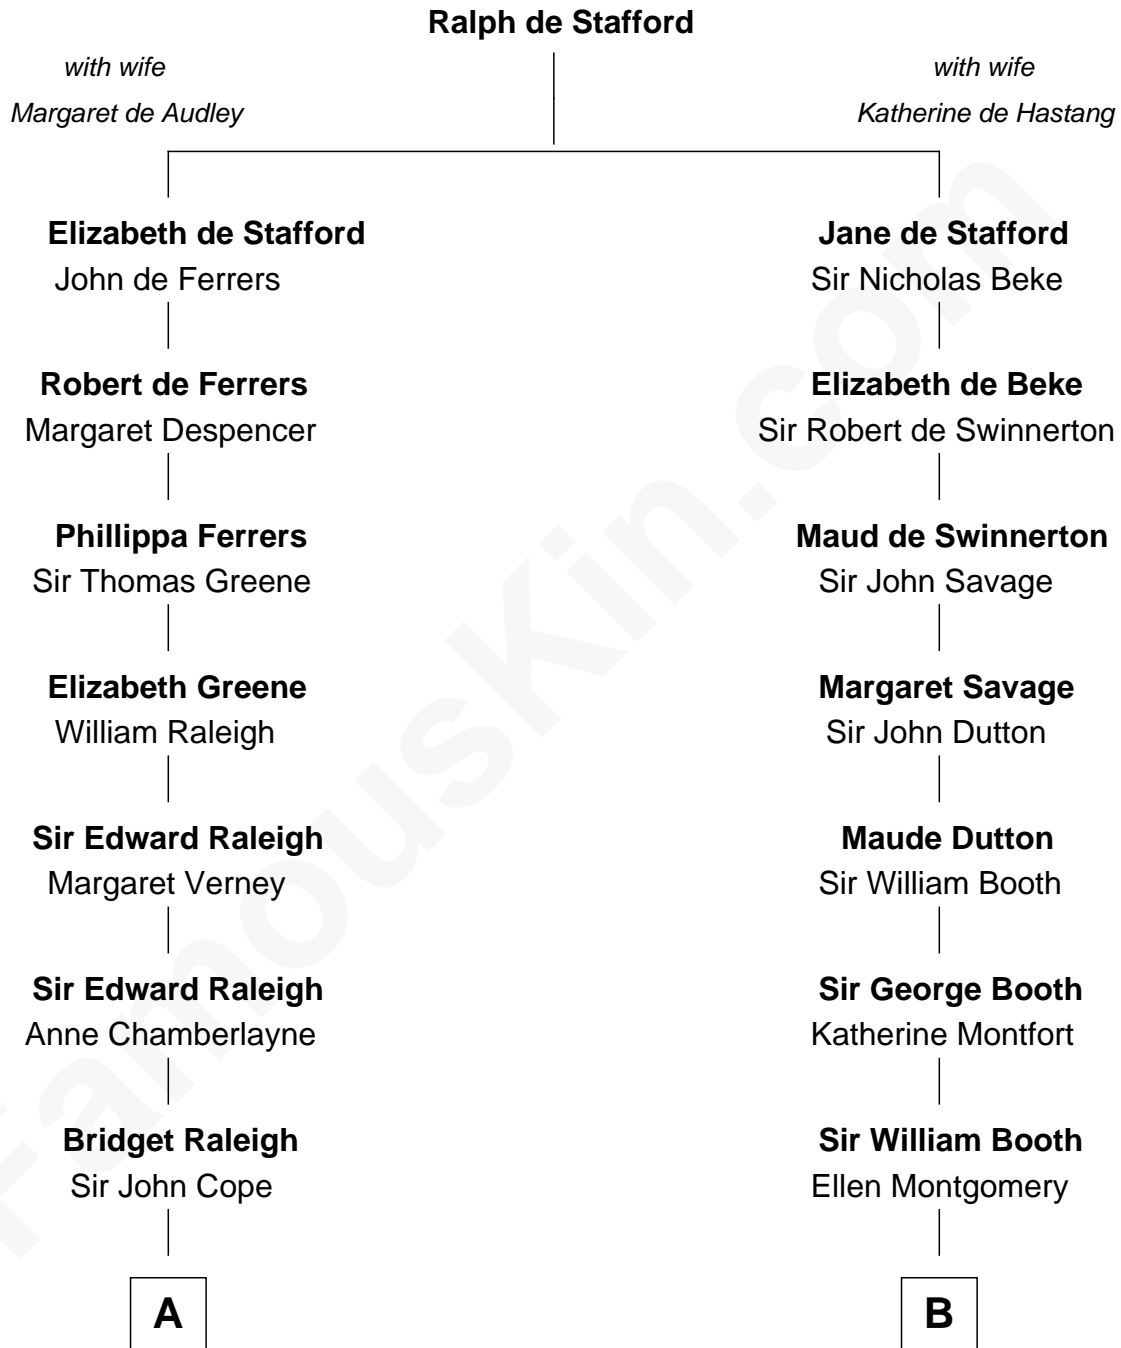 Ralph de Stafford
with wife
Margaret de Audley
with wife
Katherine de Hastang
Elizabeth de Stafford
John de Ferrers
Jane de Stafford
Sir Nicholas Beke
Robert de Ferrers
Margaret Despencer
Elizabeth de Beke
Sir Robert de Swinnerton
Phillippa Ferrers
Sir Thomas Greene
Maud de Swinnerton
Sir John Savage
Elizabeth Greene
William Raleigh
Margaret Savage
Sir John Dutton
Sir Edward Raleigh
Margaret Verney
Maude Dutton
Sir William Booth
Sir Edward Raleigh
Anne Chamberlayne
Sir George Booth
Katherine Montfort
Bridget Raleigh
Sir John Cope
Sir William Booth
Ellen Montgomery
A
B
FamousKin.com